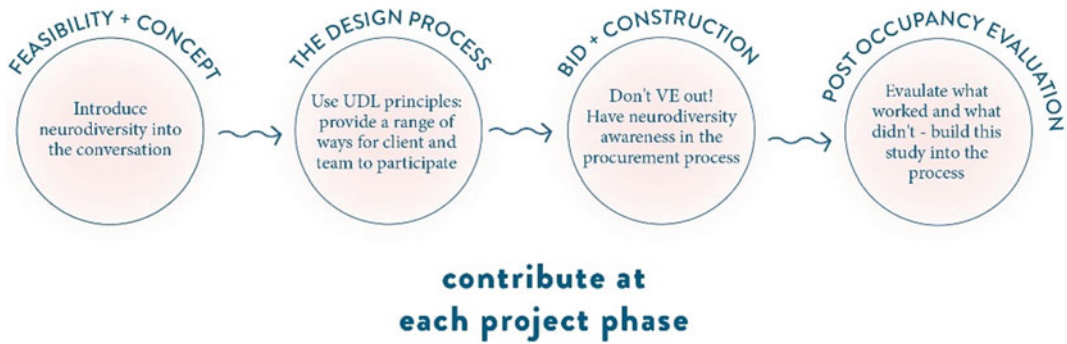 FEASIBILITY + CONCEPT
Introduce
neurodiversity into
the conversation
THE DESIGN PROCESS
Use UDL principles:
provide a range of
ways for client and
team to participate
BID + CONSTRUCTION
Don't VE out!
Have neurodiversity
awareness in the
procurement process
POST OCCUPANCY EVALUATION
Evaulate what
worked and what
didn't - build this
study into the
process
contribute at
each project phase